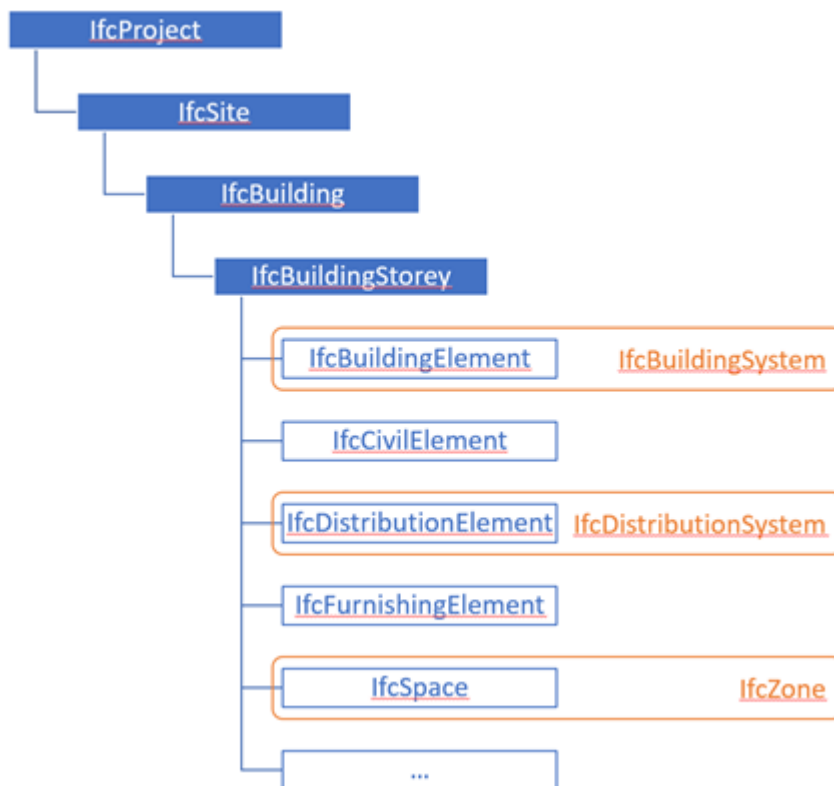 IfcProject
IfcSite
IfcBuilding
IfcBuildingStorey
IfcBuildingElement IfcBuildingSystem
IfcCivilElement
IfcDistributionElement IfcDistributionSystem
IfcFurnishingElement
IfcSpace IfcZone
...